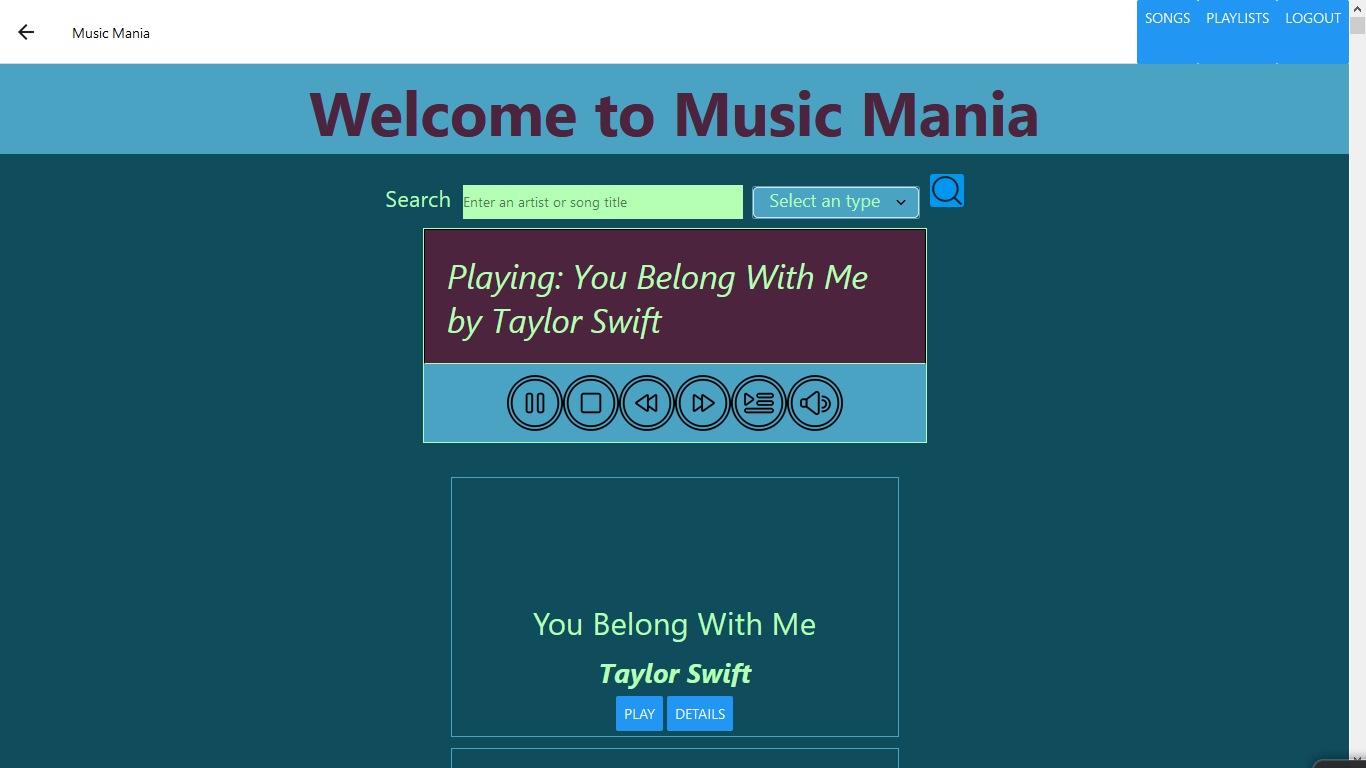 Music Mania
SONGS PLAYLISTS LOGOUT
Welcome to Music Mania
Search Enter an artist or song title Select an type
Playing: You Belong With Me
by Taylor Swift
You Belong With Me
Taylor Swift
PLAY DETAILS